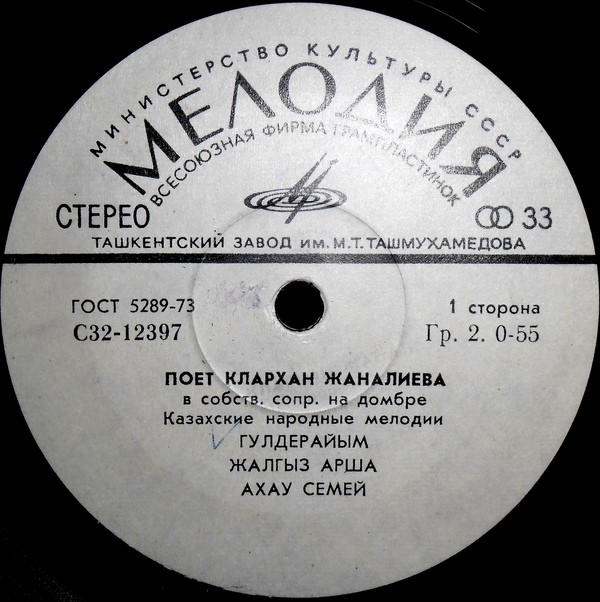 МИНИСТЕРСТВО КУЛЬТУРЫ СССР
МЕЛОДИЯ
ВСЕСОЮЗНАЯ ФИРМА ГРАМПЛАСТИНОК
СТЕРЕО
33
ТАШКЕНТСКИЙ ЗАВОД ИМ. М.Т. ТАШМУХАМЕДОВА
ГОСТ 5289-73
1 сторона
С32-12397
Гр. 2. 0-55
ПОЕТ КЛАРХАН ЖАНАЛИЕВА
в собств. сопр. на домбре
Казахские народные мелодии
ГУЛДЕРАЙЫМ
ЖАЛГЫЗ АРША
АХАУ СЕМЕЙ